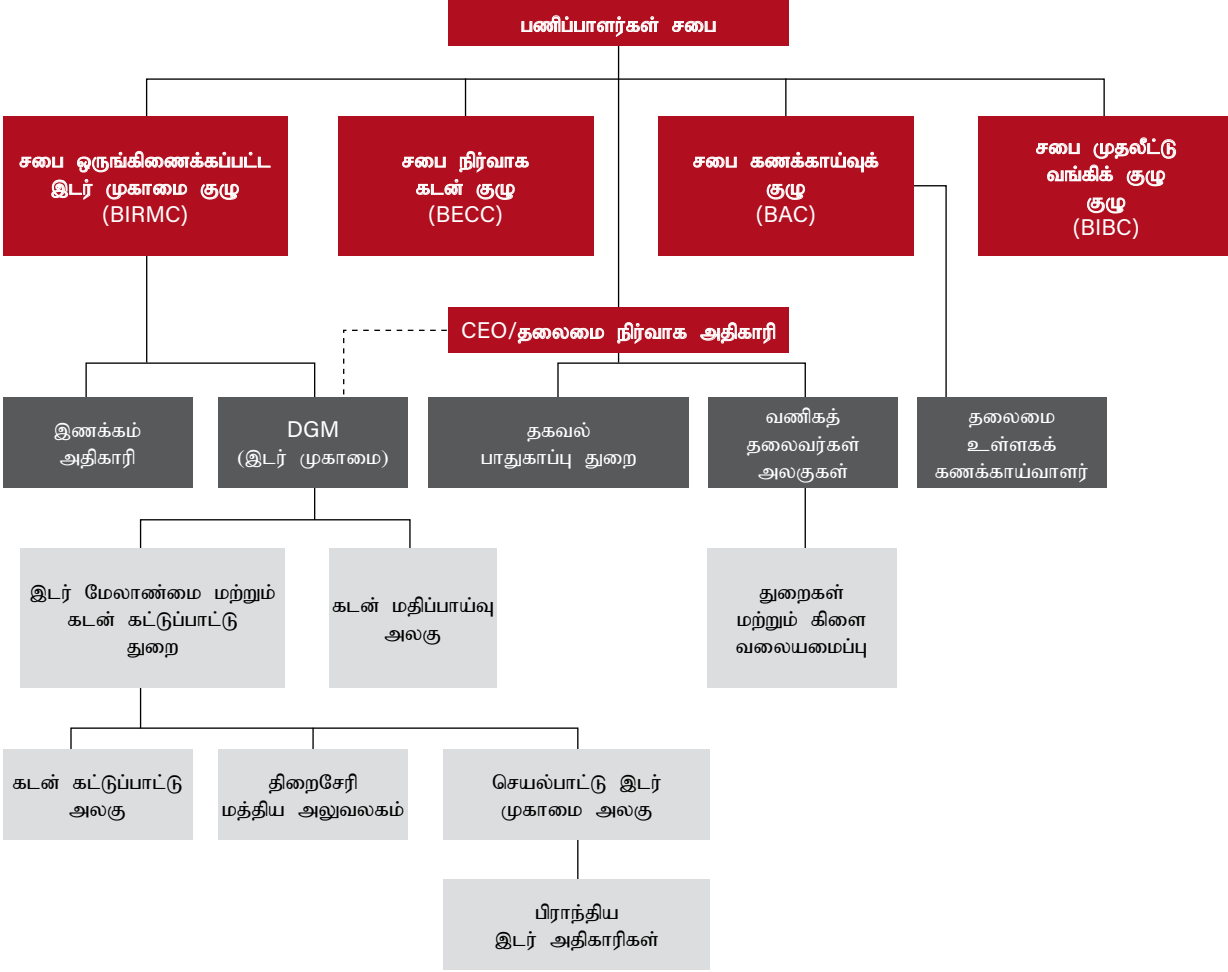 பணிப்பாளர்கள் சபை
சபை ஒருங்கிணைக்கப்பட்ட
இடர் முகாமை குழு
(BIRMC)
சபை நிர்வாக
கடன் குழு
(BECC)
சபை கணக்காய்வுக்
குழு
(BAC)
சபை முதலீட்டு
வங்கிக் குழு
குழு
(BIBC)
CEO/தலைமை நிர்வாக அதிகாரி
இணக்கம்
அதிகாரி
DGM
(இடர் முகாமை)
தகவல்
பாதுகாப்பு துறை
வணிகத்
தலைவர்கள்
அலகுகள்
தலைமை
உள்ளகக்
கணக்காய்வாளர்
இடர் மேலாண்மை மற்றும்
கடன் கட்டுப்பாட்டு
துறை
கடன் மதிப்பாய்வு
அலகு
துறைகள்
மற்றும் கிளை
வலையமைப்பு
கடன் கட்டுப்பாட்டு
அலகு
திறைசேரி
மத்திய அலுவலகம்
செயல்பாட்டு இடர்
முகாமை அலகு
பிராந்திய
இடர் அதிகாரிகள்